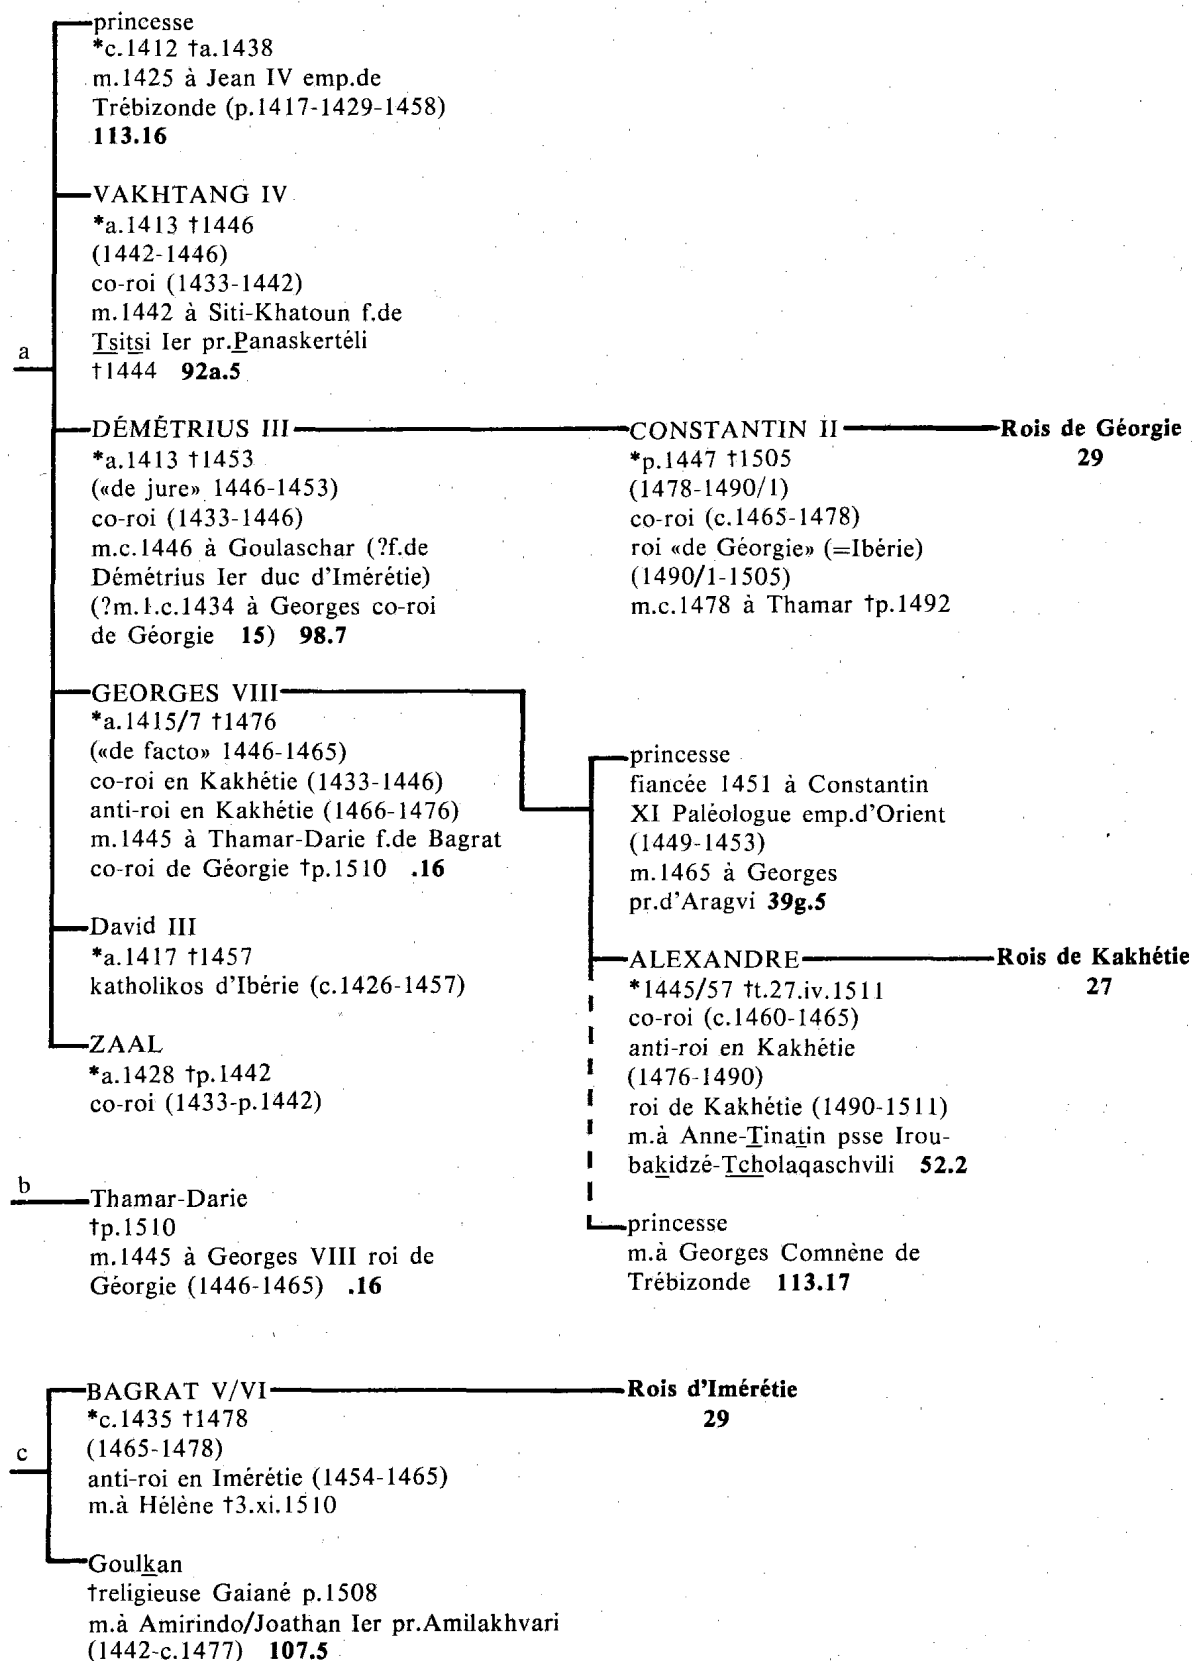 princesse
*c.1412 †a.1438
m.1425 à Jean IV emp.de
Trébizonde (p.1417-1429-1458)
113.16
VAKHTANG IV
*a.1413 †1446
(1442-1446)
co-roi (1433-1442)
m.1442 à Siti-Khatoun f.de
Tsitsi Ier pr.Panaskertéli
†1444 92a.5
a
DÉMÉTRIUS III
*a.1413 †1453
(«de jure» 1446-1453)
co-roi (1433-1446)
m.c.1446 à Goulaschar (?f.de
Démétrius Ier duc d'Imérétie)
(?m.1.c.1434 à Georges co-roi
de Géorgie 15) 98.7
CONSTANTIN II
*p.1447 †1505
(1478-1490/1)
co-roi (c.1465-1478)
roi «de Géorgie» (=Ibérie)
(1490/1-1505)
m.c.1478 à Thamar †p.1492
Rois de Géorgie
29
GEORGES VIII
*a.1415/7 †1476
(«de facto» 1446-1465)
co-roi en Kakhétie (1433-1446)
anti-roi en Kakhétie (1466-1476)
m.1445 à Thamar-Darie f.de Bagrat
co-roi de Géorgie †p.1510 .16
princesse
fiancée 1451 à Constantin
XI Paléologue emp.d'Orient
(1449-1453)
m.1465 à Georges
pr.d'Aragvi 39g.5
David III
*a.1417 †1457
katholikos d'Ibérie (c.1426-1457)
ALEXANDRE
*1445/57 †t.27.iv.1511
co-roi (c.1460-1465)
anti-roi en Kakhétie
(1476-1490)
roi de Kakhétie (1490-1511)
m.à Anne-Tinatin psse Irou-
bakidzé-Tcholaqaschvili 52.2
Rois de Kakhétie
27
ZAAL
*a.1428 †p.1442
co-roi (1433-p.1442)
b
Thamar-Darie
†p.1510
m.1445 à Georges VIII roi de
Géorgie (1446-1465) .16
princesse
m.à Georges Comnène de
Trébizonde 113.17
c
BAGRAT V/VI
*c.1435 †1478
(1465-1478)
anti-roi en Imérétie (1454-1465)
m.à Hélène †3.xi.1510
Rois d'Imérétie
29
Goulkan
†religieuse Gaiané p.1508
m.à Amirindo/Joathan Ier pr.Amilakhvari
(1442-c.1477) 107.5